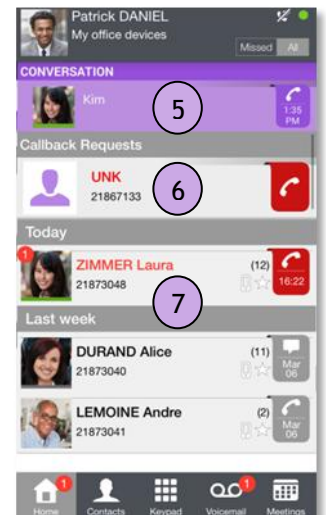 Patrick DANIEL
My office devices
Missed All
CONVERSATION
Kim
5
1:35
PM
Callback Requests
UNK
6
21867133
Today
1
ZIMMER Laura (12)
21873048
16:22
7
Last week
DURAND Alice (11)
21873040
Mar
06
LEMOINE Andre (2)
21873041
Mar
06
1 1
Home Contacts Keypad Voicemail Meetings